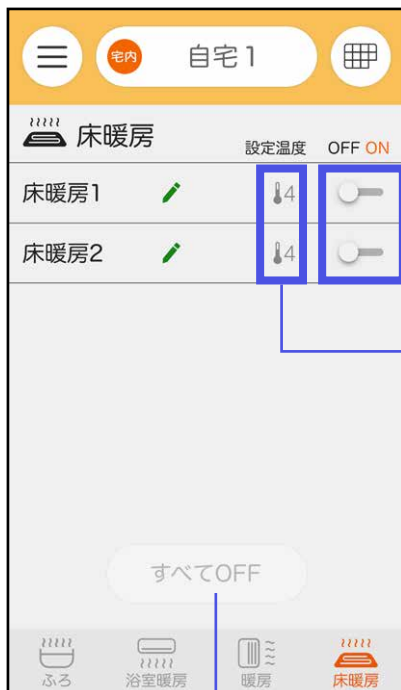 宅内 自宅1
床暖房 設定温度 OFF ON
床暖房1 4
床暖房2 4
すべてOFF
ふろ 浴室暖房 暖房 床暖房